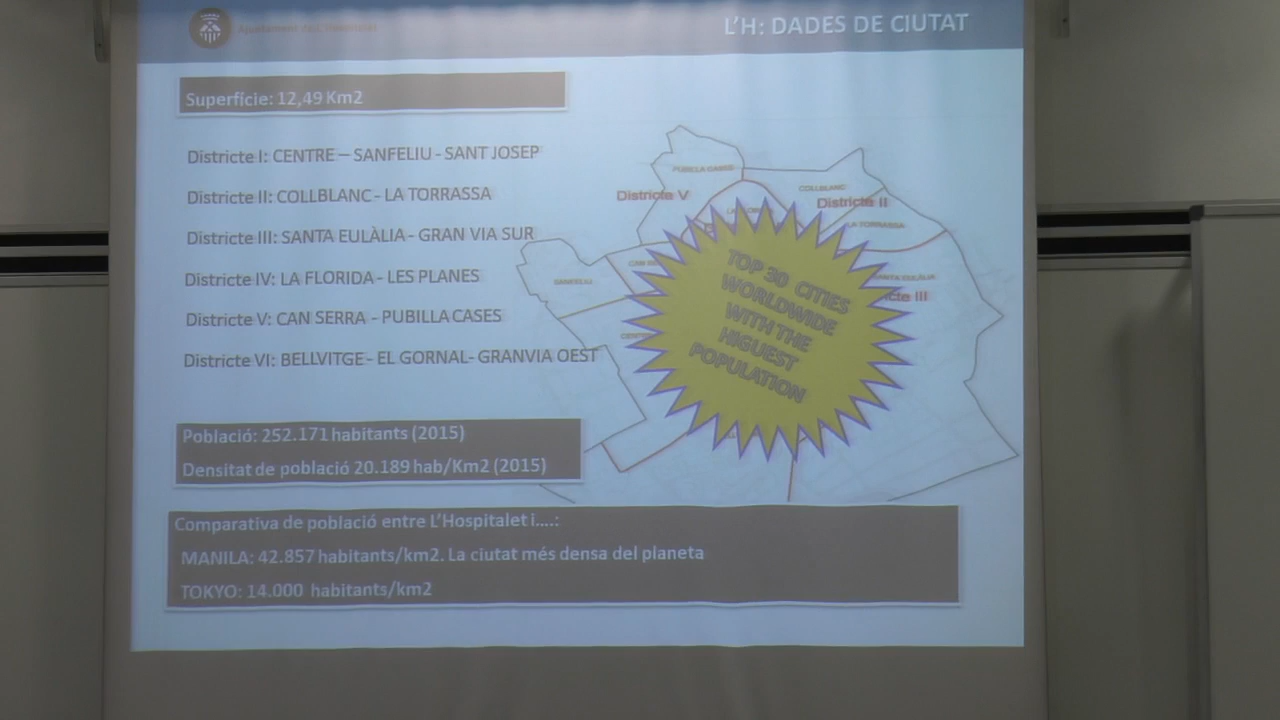 Ajuntament de L'Hospitalet
L'H: DADES DE CIUTAT
Superfície: 12,49 Km2
Districte I: CENTRE – SANFELIU - SANT JOSEP
Districte II: COLLBLANC - LA TORRASSA
Districte III: SANTA EULÀLIA - GRAN VIA SUR
Districte IV: LA FLORIDA - LES PLANES
Districte V: CAN SERRA - PUBILLA CASES
Districte VI: BELLVITGE - EL GORNAL- GRANVIA OEST
PUBILLA CASES
Districte V
COLLBLANC
Districte II
LA TORRASSA
SANTA EULÀLIA
cte III
SANFELIU
TOP 30 CITIES
WORLDWIDE
WITH THE
HIGUEST
POPULATION
Població: 252.171 habitants (2015)
Densitat de població 20.189 hab/Km2 (2015)
Comparativa de població entre L'Hospitalet i....:
MANILA: 42.857 habitants/km2. La ciutat més densa del planeta
TOKYO: 14.000 habitants/km2